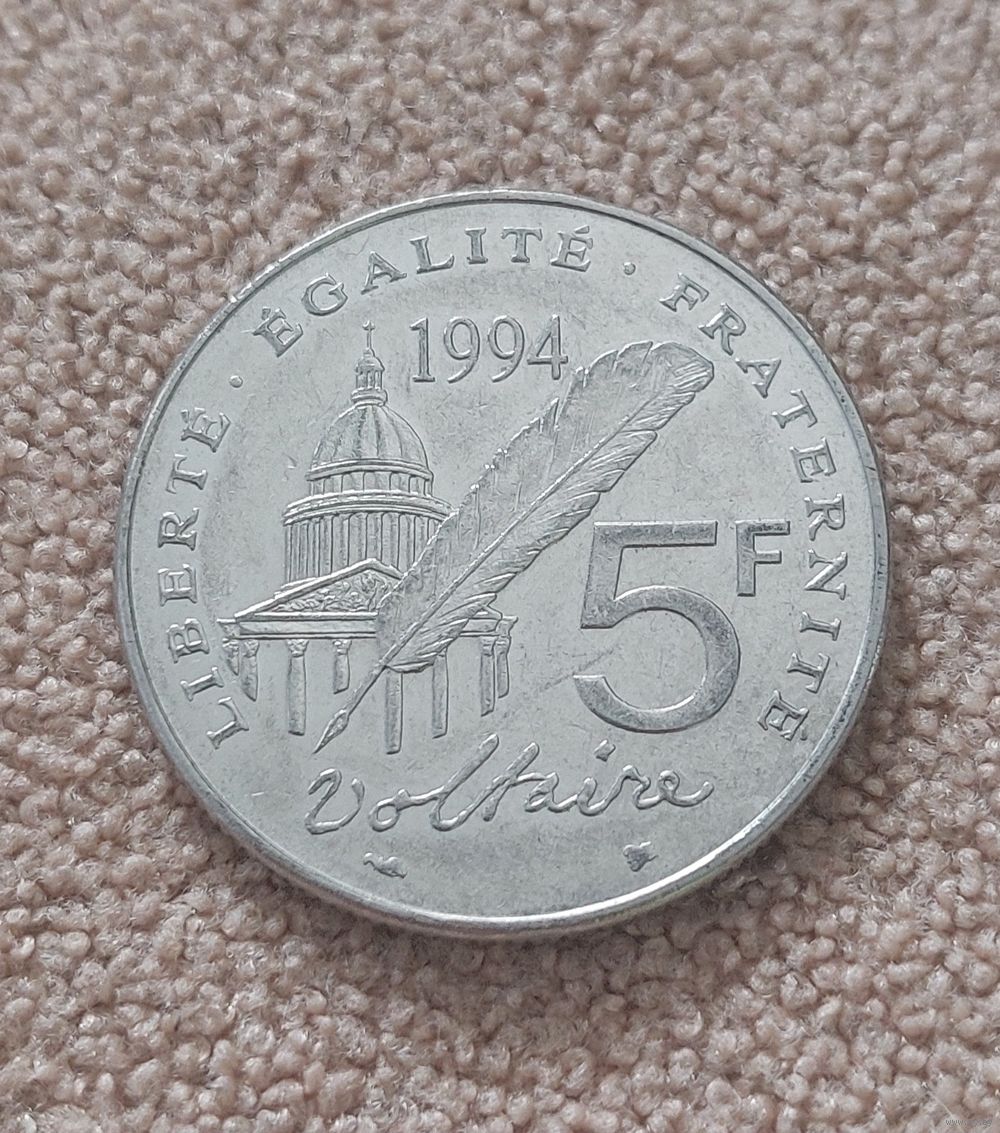 LIBERTÉ · ÉGALITÉ · FRATERNITÉ
1994
5F
Voltaire